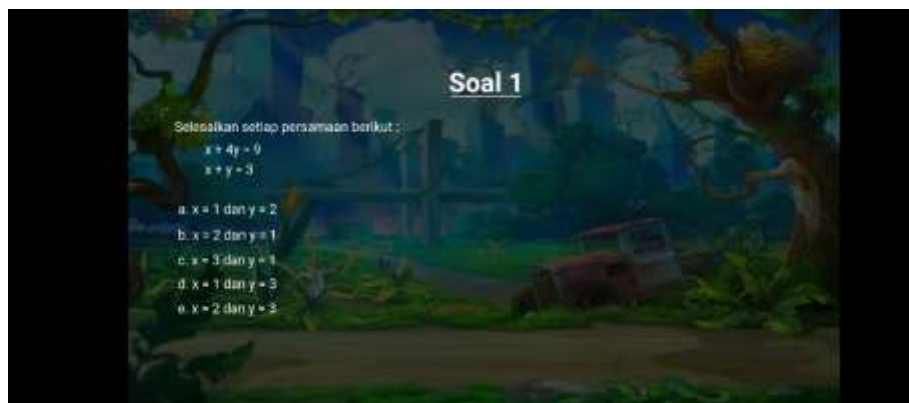 Soal 1
Selesaikan setiap persamaan berikut :
x + 4y = 9
x + y = 3
a. x = 1 dan y = 2
b. x = 2 dan y = 1
c. x = 3 dan y = 1
d. x = 1 dan y = 3
e. x = 2 dan y = 3